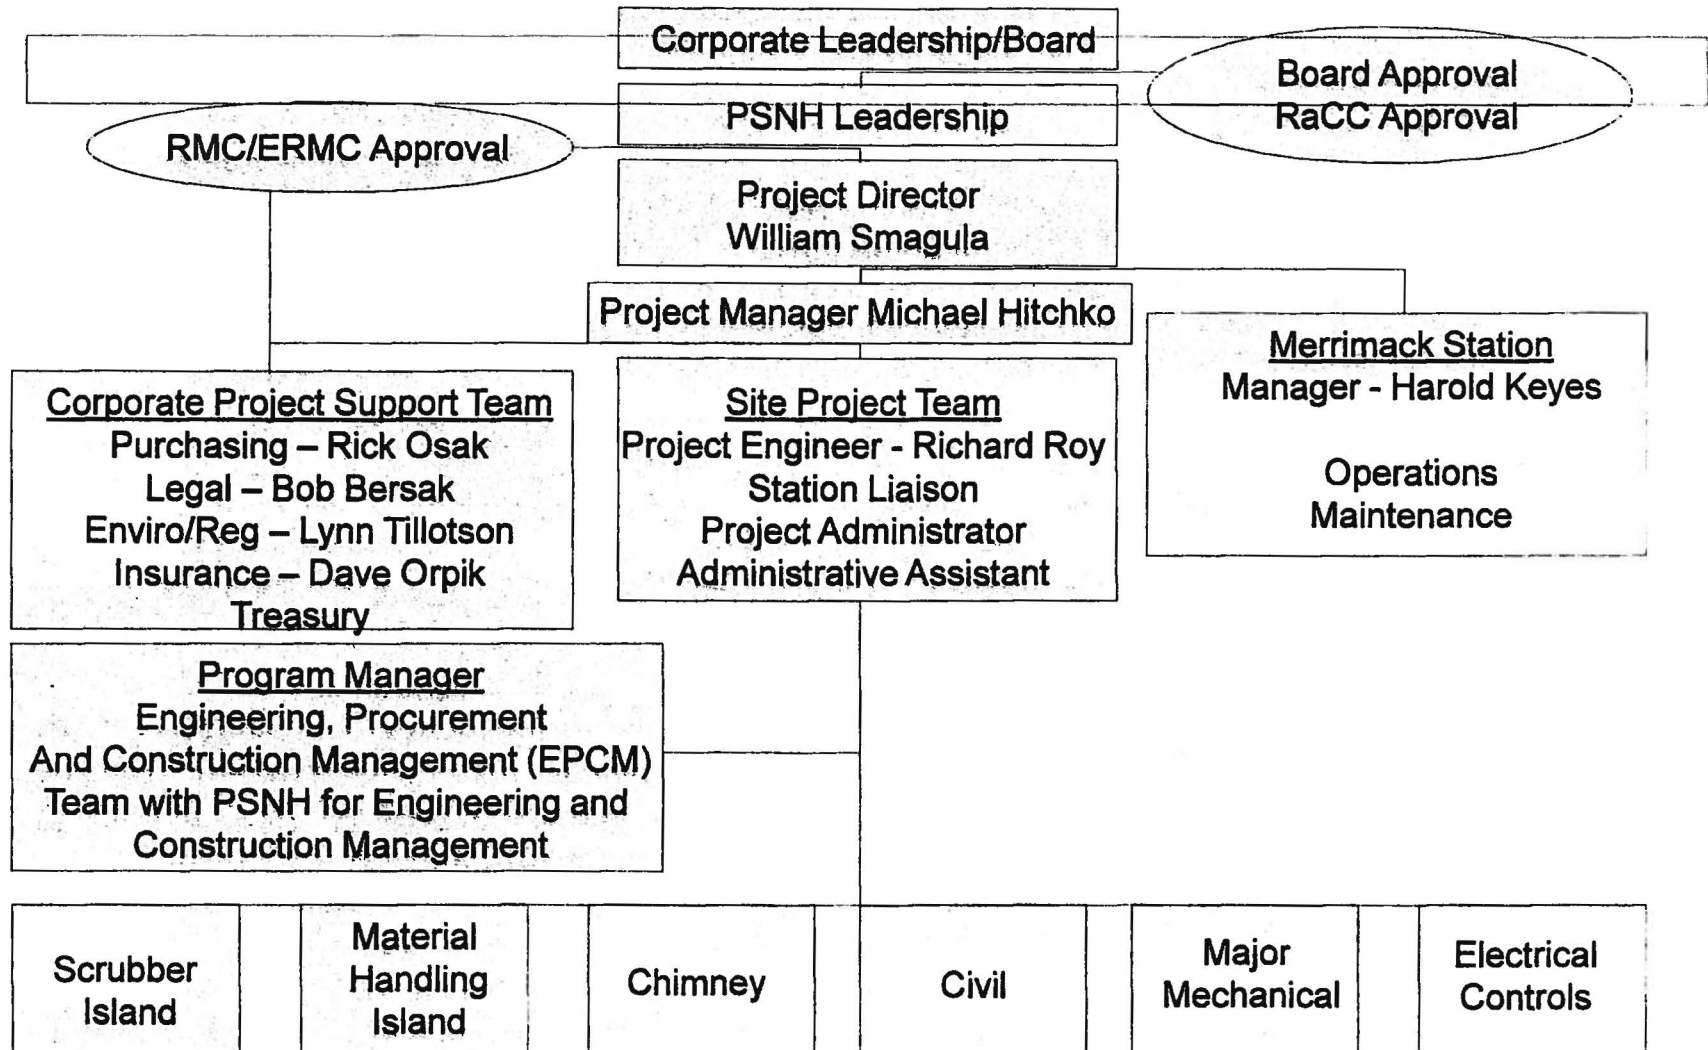 Corporate Leadership/Board
Board Approval
RaCC Approval
PSNH Leadership
RMC/ERMC Approval
Project Director
William Smagula
Project Manager Michael Hitchko
Merrimack Station
Manager - Harold Keyes
Operations
Maintenance
Corporate Project Support Team
Purchasing – Rick Osak
Legal – Bob Bersak
Enviro/Reg – Lynn Tillotson
Insurance – Dave Orpik
Treasury
Site Project Team
Project Engineer - Richard Roy
Station Liaison
Project Administrator
Administrative Assistant
Program Manager
Engineering, Procurement
And Construction Management (EPCM)
Team with PSNH for Engineering and
Construction Management
Scrubber
Island
Material
Handling
Island
Chimney
Civil
Major
Mechanical
Electrical
Controls